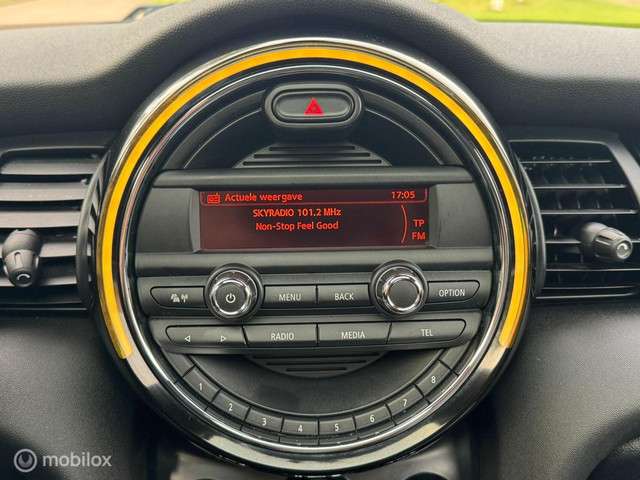 Actuele weergave 17:05
SKYRADIO 101.2 MHz
Non-Stop Feel Good
TP
FM
MENU BACK OPTION
RADIO MEDIA TEL
1 2 3 4 5 6 7 8
mobilox